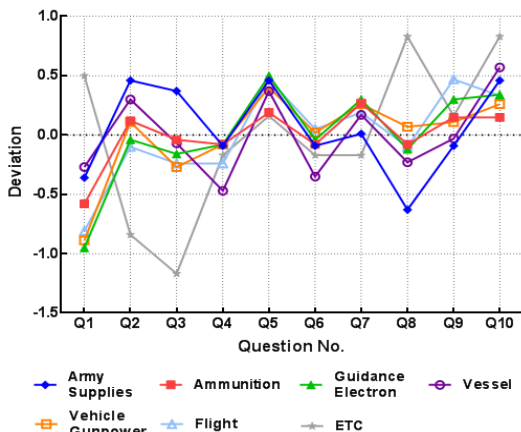 1.0
0.5
0.0
-0.5
-1.0
-1.5
Deviation
Q1 Q2 Q3 Q4 Q5 Q6 Q7 Q8 Q9 Q10
Question No.
Army
Supplies
Ammunition
Guidance
Electron
Vessel
Vehicle
Gunpower
Flight
ETC